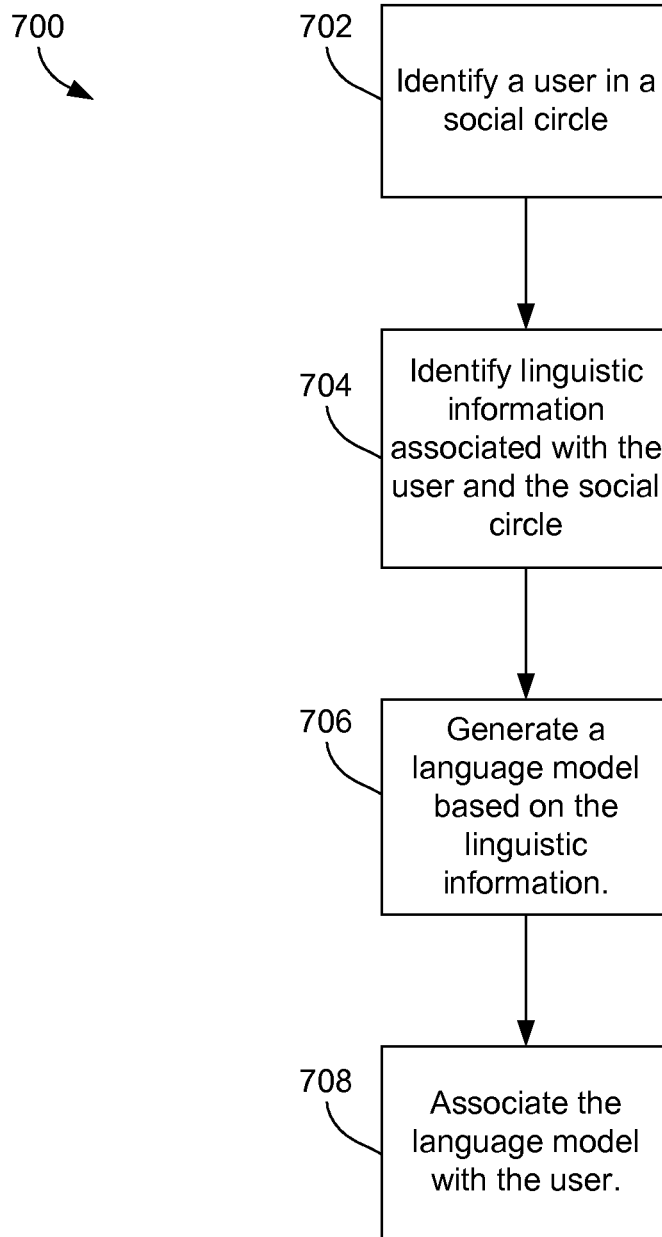 700
702
Identify a user in a
social circle
704
Identify linguistic
information
associated with the
user and the social
circle
706
Generate a
language model
based on the
linguistic
information.
708
Associate the
language model
with the user.